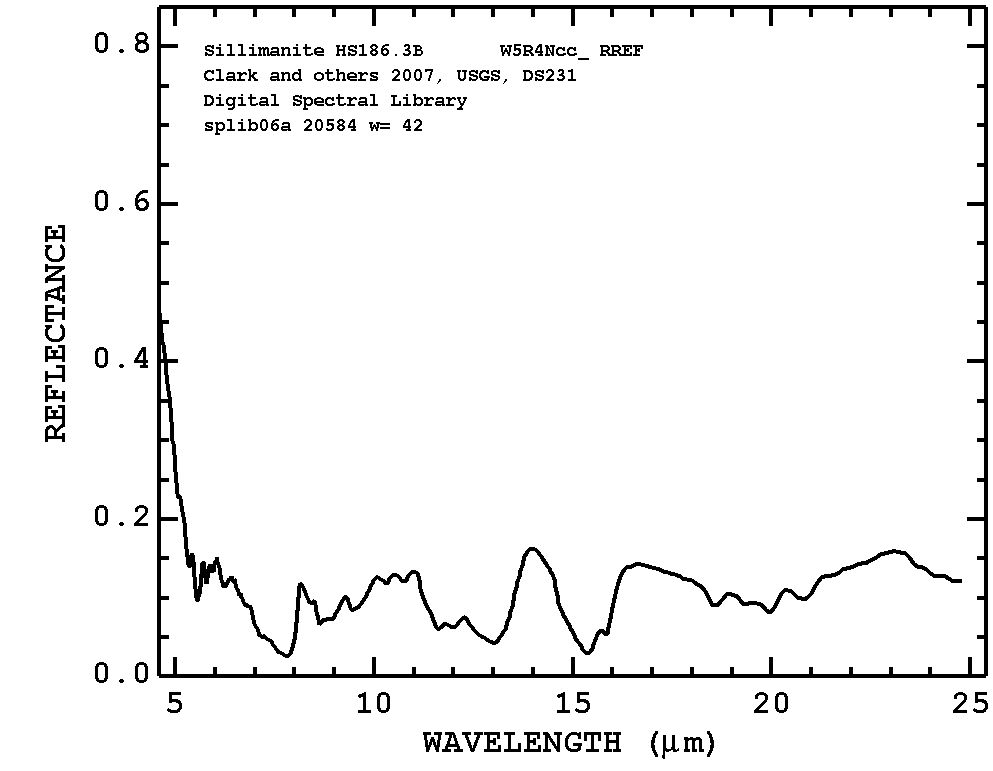 Sillimanite HS186.3B W5R4Ncc_ RREF
Clark and others 2007, USGS, DS231
Digital Spectral Library
splib06a 20584 w= 42
0.8
0.6
0.4
0.2
0.0
REFLECTANCE
5 10 15 20 25
WAVELENGTH (μm)